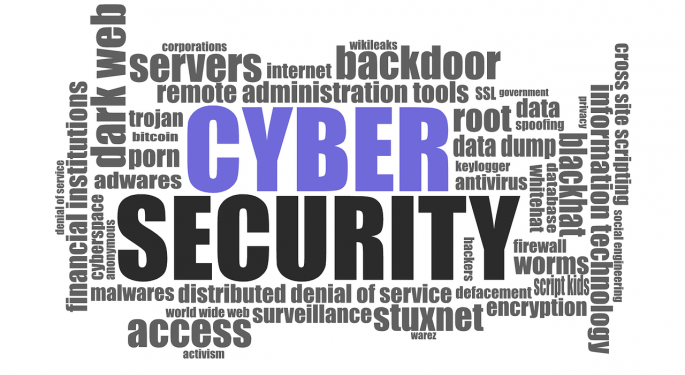 corporations
wikileaks
dark web
servers
internet
backdoor
remote administration tools
SSL
government
cross site scripting
trojan
CYBER
root
data
privacy
information technology
bitcoin
spoofing
financial institutions
porn
data dump
blackhat
adwares
keylogger
antivirus
whitehat
database
denial of service
cyberspace
anonymous
SECURITY
social engineering
hackers
firewall
worms
script kids
malwares
distributed denial of service
defacement
encryption
world wide web
surveillance
stuxnet
access
warez
activism